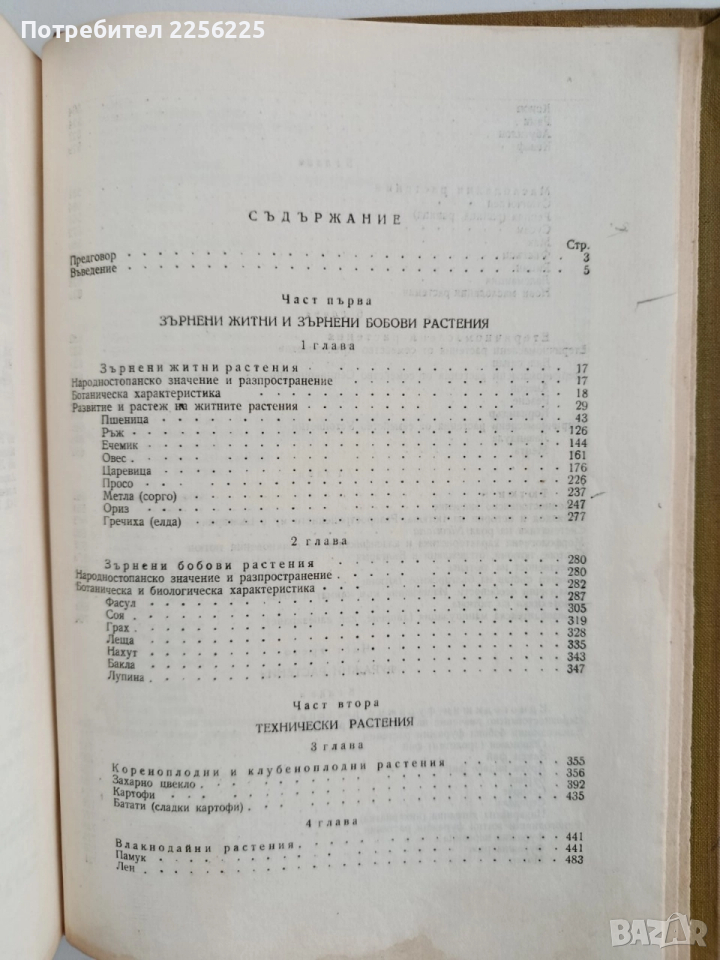 Потребител 2256225
СЪДЪРЖАНИЕ
Стр.
Предговор 3
Въведение 5
Част първа
ЗЪРНЕНИ ЖИТНИ И ЗЪРНЕНИ БОБОВИ РАСТЕНИЯ
1 глава
Зърнени житни растения 17
Народностопанско значение и разпространение 17
Ботаническа характеристика 18
Развитие и растеж на житните растения 29
Пшеница 43
Ръж 126
Ечемик 144
Овес 161
Царевица 176
Просо 226
Метла (сорго) 237
Ориз 247
Гречиха (елда) 277
2 глава
Зърнени бобови растения 280
Народностопанско значение и разпространение 280
Ботаническа и биологическа характеристика 282
Фасул 287
Соя 305
Грах 319
Леща 328
Нахут 335
Бакла 343
Лупина 347
Част втора
ТЕХНИЧЕСКИ РАСТЕНИЯ
3 глава
Кореноплодни и клубеноплодни растения 355
Захарно цвекло 356
Картофи 392
Батати (сладки картофи) 435
4 глава
Влакнодайни растения 441
Памук 441
Лен 483
BAZAR